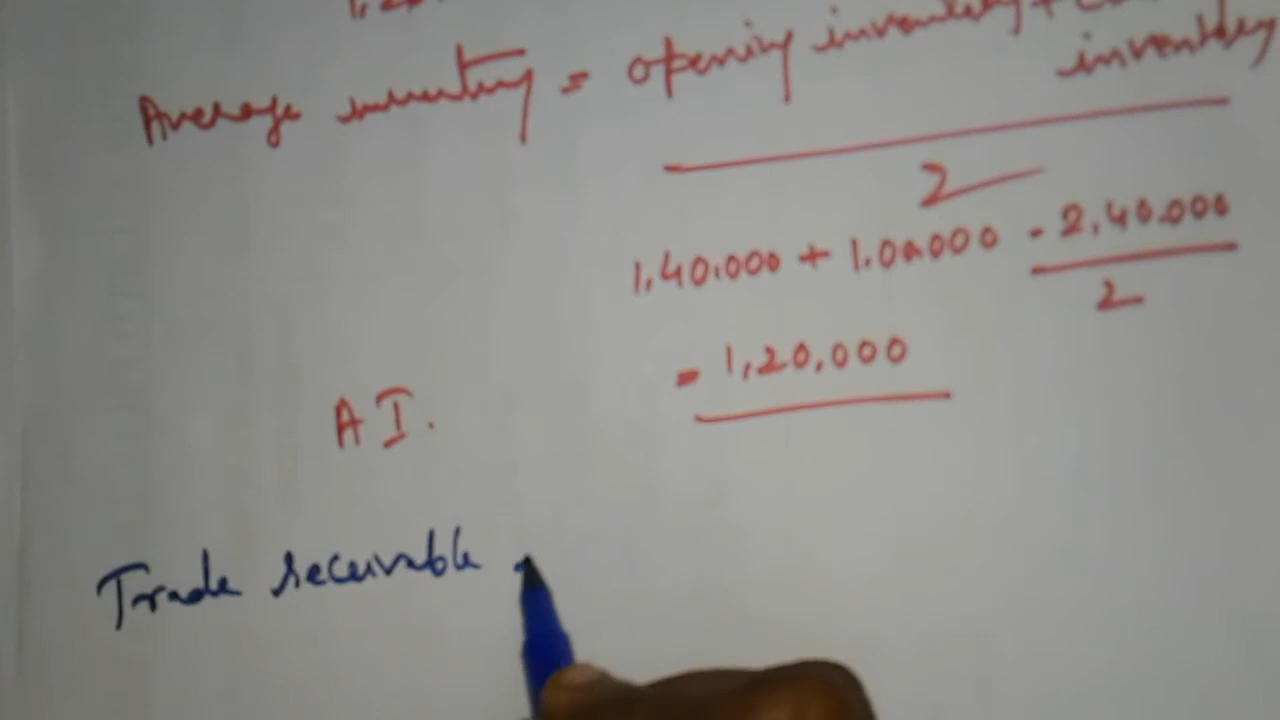 Average inventory = opening inventory +
inventory
2
1,40,000 + 1,00,000 = 2,40,000
2
= 1,20,000
A I.
Trade receivable